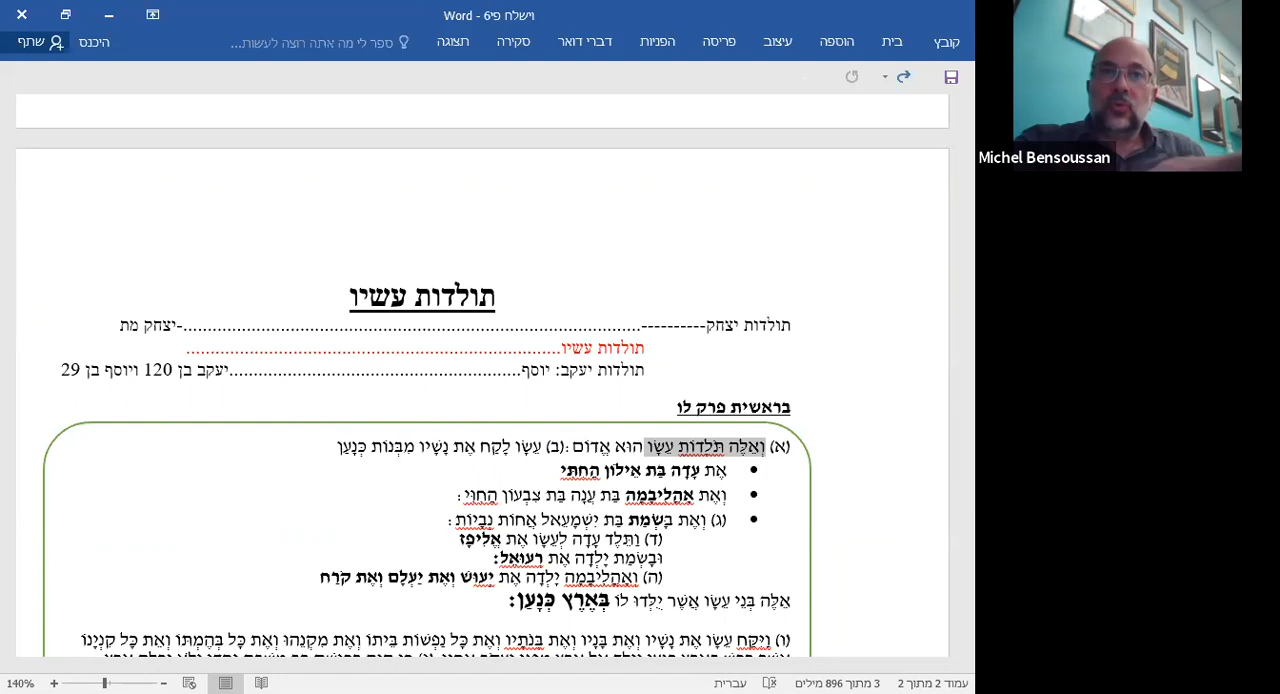 וישלח פי6 - Word
קובץ בית הוספה עיצוב פריסה הפניות דברי דואר סקירה תצוגה ספר לי מה אתה רוצה לעשות... היכנס שתף
Michel Bensoussan
תולדות עשיו
תולדות יצחק----------...........................................................................-יצחק מת
תולדות עשיו..............................................................
תולדות יעקב: יוסף................................................יעקב בן 120 ויוסף בן 29
בראשית פרק לו
(א) וְאֵלֶּה תֹּלְדוֹת עֵשָׂו הוּא אֱדוֹם :(ב) עֵשָׂו לָקַח אֶת נָשָׁיו מִבְּנוֹת כְּנָעַן
• אֶת עָדָה בַּת אֵילוֹן הַחִתִּי
• וְאֶת אָהֳלִיבָמָה בַּת עֲנָה בַּת צִבְעוֹן הַחִוִּי :
• (ג) וְאֶת בָּשְׂמַת בַּת יִשְׁמָעֵאל אֲחוֹת נְבָיוֹת :
(ד) וַתֵּלֶד עָדָה לְעֵשָׂו אֶת אֱלִיפָז
וּבָשְׂמַת יָלְדָה אֶת רְעוּאֵל:
(ה) וְאָהֳלִיבָמָה יָלְדָה אֶת יְעוּשׁ וְאֶת יַעְלָם וְאֶת קֹרַח
אֵלֶּה בְּנֵי עֵשָׂו אֲשֶׁר יֻלְּדוּ לוֹ בְּאֶרֶץ כְּנָעַן:
(ו) וַיִּקַּח עֵשָׂו אֶת נָשָׁיו וְאֶת בָּנָיו וְאֶת בְּנֹתָיו וְאֶת כָּל נַפְשׁוֹת בֵּיתוֹ וְאֶת מִקְנֵהוּ וְאֶת כָּל בְּהֶמְתּוֹ וְאֵת כָּל קִנְיָנוֹ
עמוד 2 מתוך 2 3 מתוך 896 מילים עברית 140%